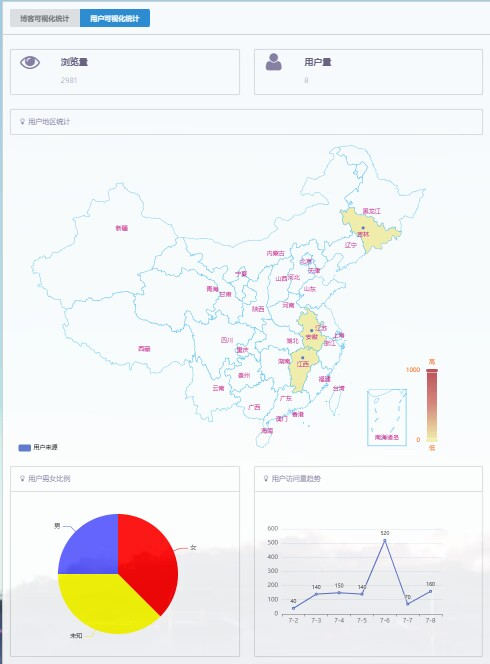 博客可视化统计 用户可视化统计
浏览量 用户量
2981 8
用户地区统计
黑龙江
新疆 吉林
辽宁
内蒙古 北京
宁夏 天津
山西 河北
青海 甘肃 山东
陕西 河南
江苏
安徽 上海
四川 湖北 浙江
西藏 重庆
湖南 江西 高
1000
贵州 福建
云南 台湾
广东
广西 香港
澳门
海南 南海诸岛 0
用户来源 低
用户男女比例 用户访问量趋势
男 女 未知
600
500
400
300
200
100
0
40 140 150 140 520 70 160
7-2 7-3 7-4 7-5 7-6 7-7 7-8